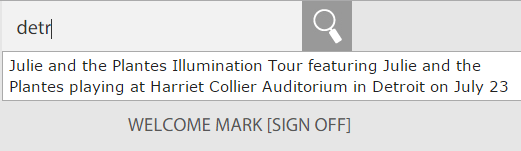 detr
Julie and the Plantes Illumination Tour featuring Julie and the
Plantes playing at Harriet Collier Auditorium in Detroit on July 23
WELCOME MARK [SIGN OFF]